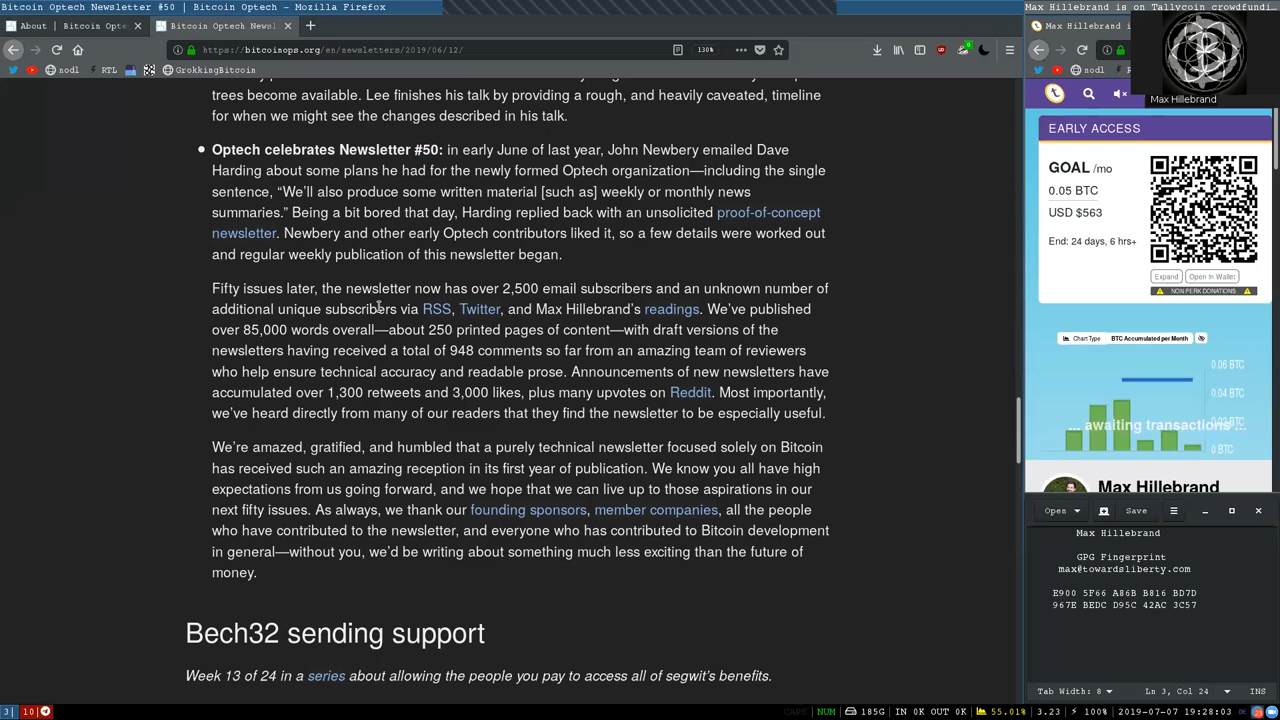 Bitcoin Optech Newsletter #50 | Bitcoin Optech - Mozilla Firefox
Max Hillebrand is on Tallycoin crowdfundi
About | Bitcoin Opte
Bitcoin Optech Newsl
Max Hillebrand i
https://bitcoinops.org/en/newsletters/2019/06/12/
130%
nodl
RTL
GrokkingBitcoin
nodl
Max Hillebrand
trees become available. Lee finishes his talk by providing a rough, and heavily caveated, timeline
for when we might see the changes described in his talk.
Optech celebrates Newsletter #50: in early June of last year, John Newbery emailed Dave
Harding about some plans he had for the newly formed Optech organization—including the single
sentence, “We’ll also produce some written material [such as] weekly or monthly news
summaries.” Being a bit bored that day, Harding replied back with an unsolicited proof-of-concept
newsletter. Newbery and other early Optech contributors liked it, so a few details were worked out
and regular weekly publication of this newsletter began.
Fifty issues later, the newsletter now has over 2,500 email subscribers and an unknown number of
additional unique subscribers via RSS, Twitter, and Max Hillebrand’s readings. We’ve published
over 85,000 words overall—about 250 printed pages of content—with draft versions of the
newsletters having received a total of 948 comments so far from an amazing team of reviewers
who help ensure technical accuracy and readable prose. Announcements of new newsletters have
accumulated over 1,300 retweets and 3,000 likes, plus many upvotes on Reddit. Most importantly,
we’ve heard directly from many of our readers that they find the newsletter to be especially useful.
We’re amazed, gratified, and humbled that a purely technical newsletter focused solely on Bitcoin
has received such an amazing reception in its first year of publication. We know you all have high
expectations from us going forward, and we hope that we can live up to those aspirations in our
next fifty issues. As always, we thank our founding sponsors, member companies, all the people
who have contributed to the newsletter, and everyone who has contributed to Bitcoin development
in general—without you, we’d be writing about something much less exciting than the future of
money.
Bech32 sending support
Week 13 of 24 in a series about allowing the people you pay to access all of segwit’s benefits.
EARLY ACCESS
GOAL /mo
0.05 BTC
USD $563
End: 24 days, 6 hrs+
Expand
Open in Wallet
NON PERK DONATIONS
Chart Type
BTC Accumulated per Month
0.06 BTC
0.04 BTC
... awaiting transactions ...
0 BTC
Max Hillebrand
Open
Save
Max Hillebrand
GPG Fingerprint
max@towardsliberty.com
E900 5F66 A86B B816 BD7D
967E BEDC D95C 42AC 3C57
Tab Width: 8
Ln 3, Col 24
INS
3
10
CAPS
NUM
185G
IN 0K OUT 0K
55.01%
3.23
100%
2019-07-07
19:28:03
DE